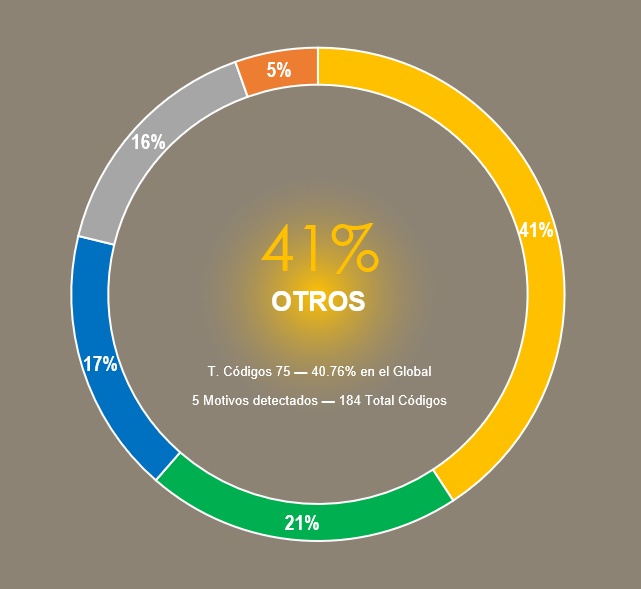 5%
16%
41%
41%
OTROS
17%
T. Códigos 75 — 40.76% en el Global
5 Motivos detectados — 184 Total Códigos
21%